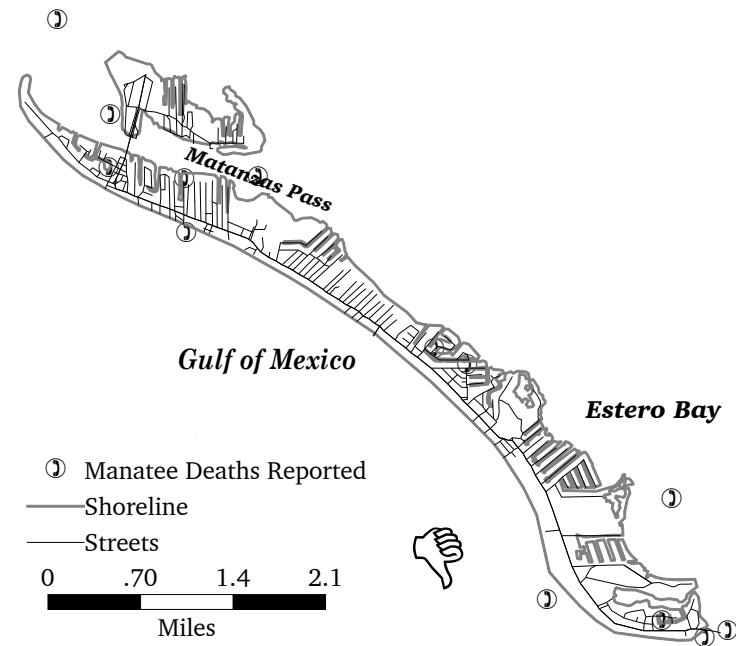 Matanzas Pass
Gulf of Mexico
Estero Bay
Manatee Deaths Reported
Shoreline
Streets
0 .70 1.4 2.1
Miles